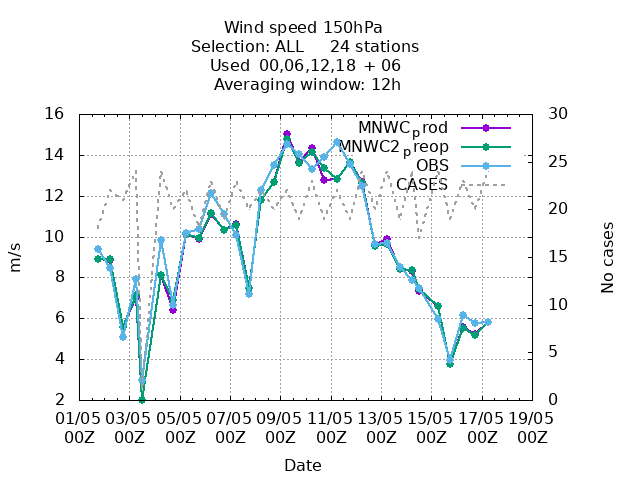 Wind speed 150hPa
Selection: ALL 24 stations
Used 00,06,12,18 + 06
Averaging window: 12h
16 30
MNWCprod
MNWC2preop
14 25
OBS
CASES
12 20
10 15
m/s
No cases
8 10
6
4 5
2 0
01/05 03/05 05/05 07/05 09/05 11/05 13/05 15/05 17/05 19/05
00Z 00Z 00Z 00Z 00Z 00Z 00Z 00Z 00Z 00Z
Date